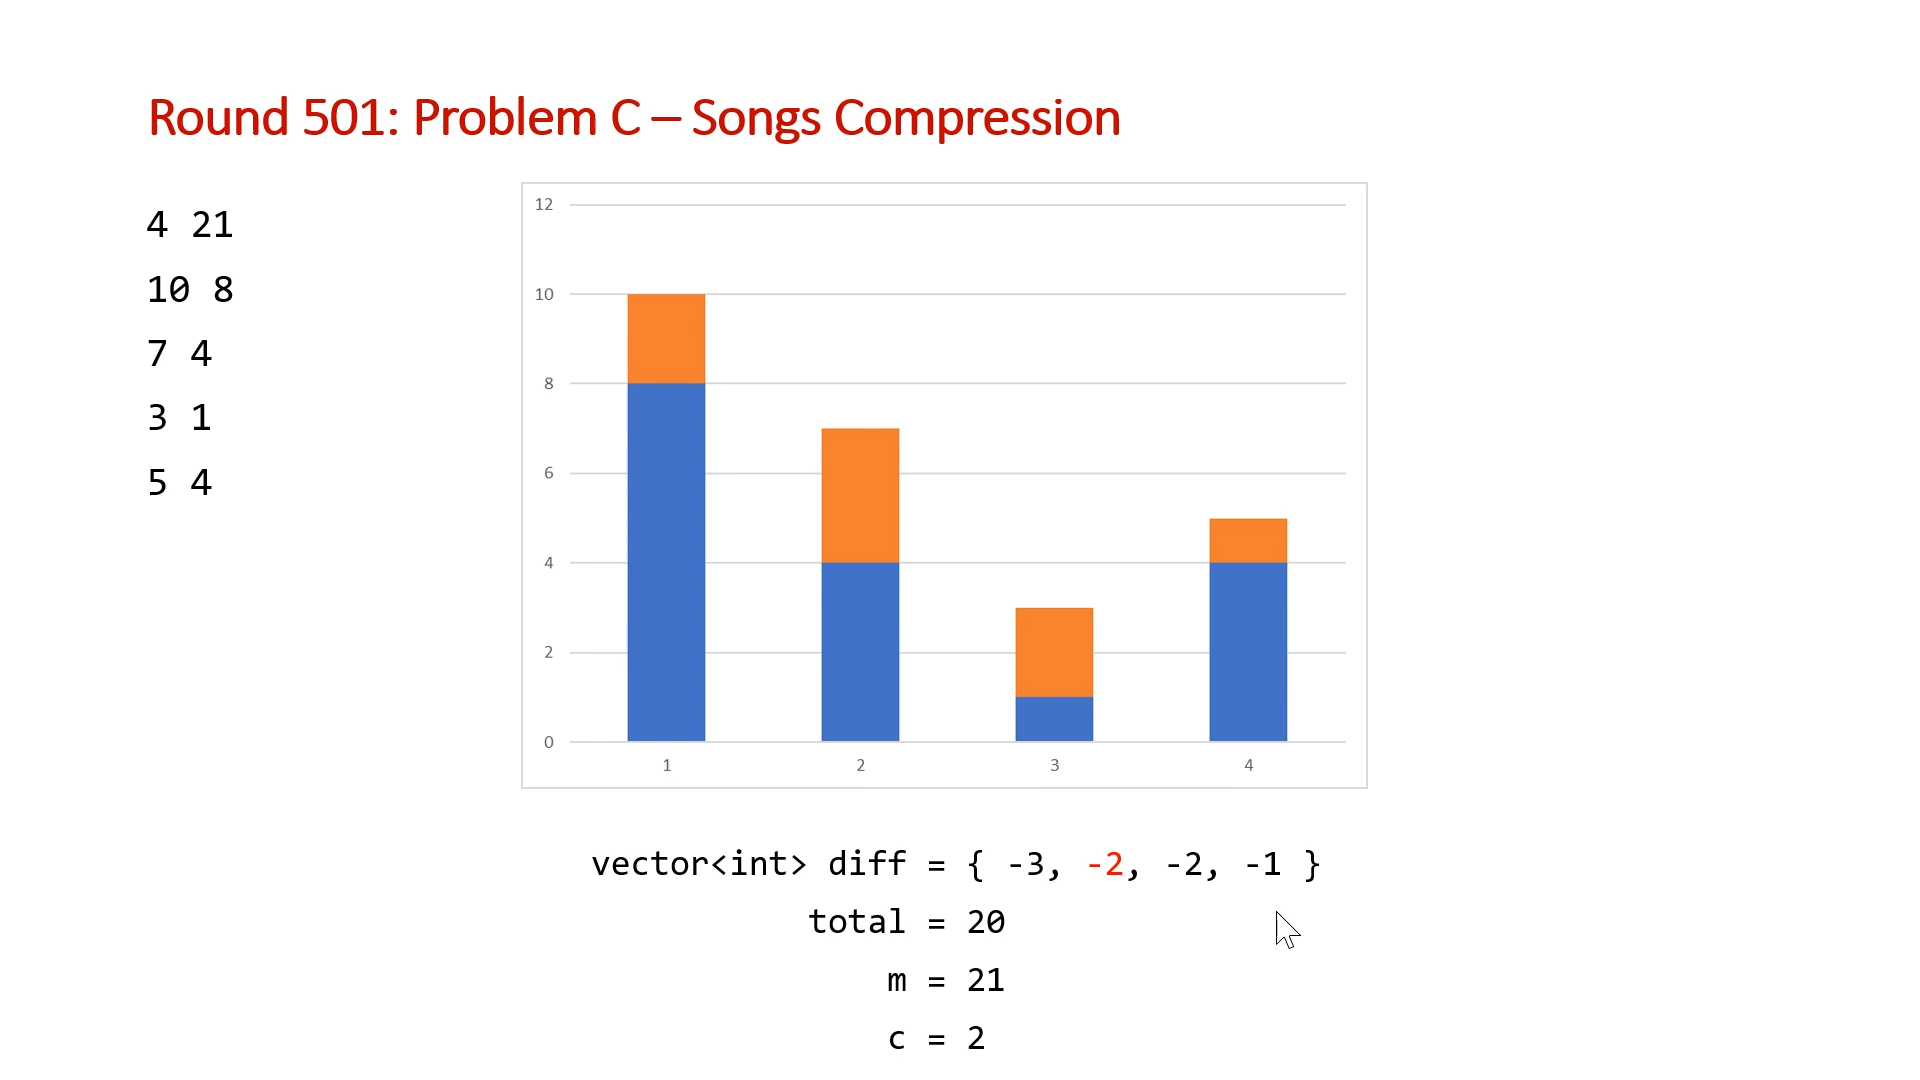 Round 501: Problem C – Songs Compression
4 21
10 8
7 4
3 1
5 4
12
10
8
6
4
2
0
1 2 3 4
vector<int> diff = { -3, -2, -2, -1 }
total = 20
m = 21
c = 2